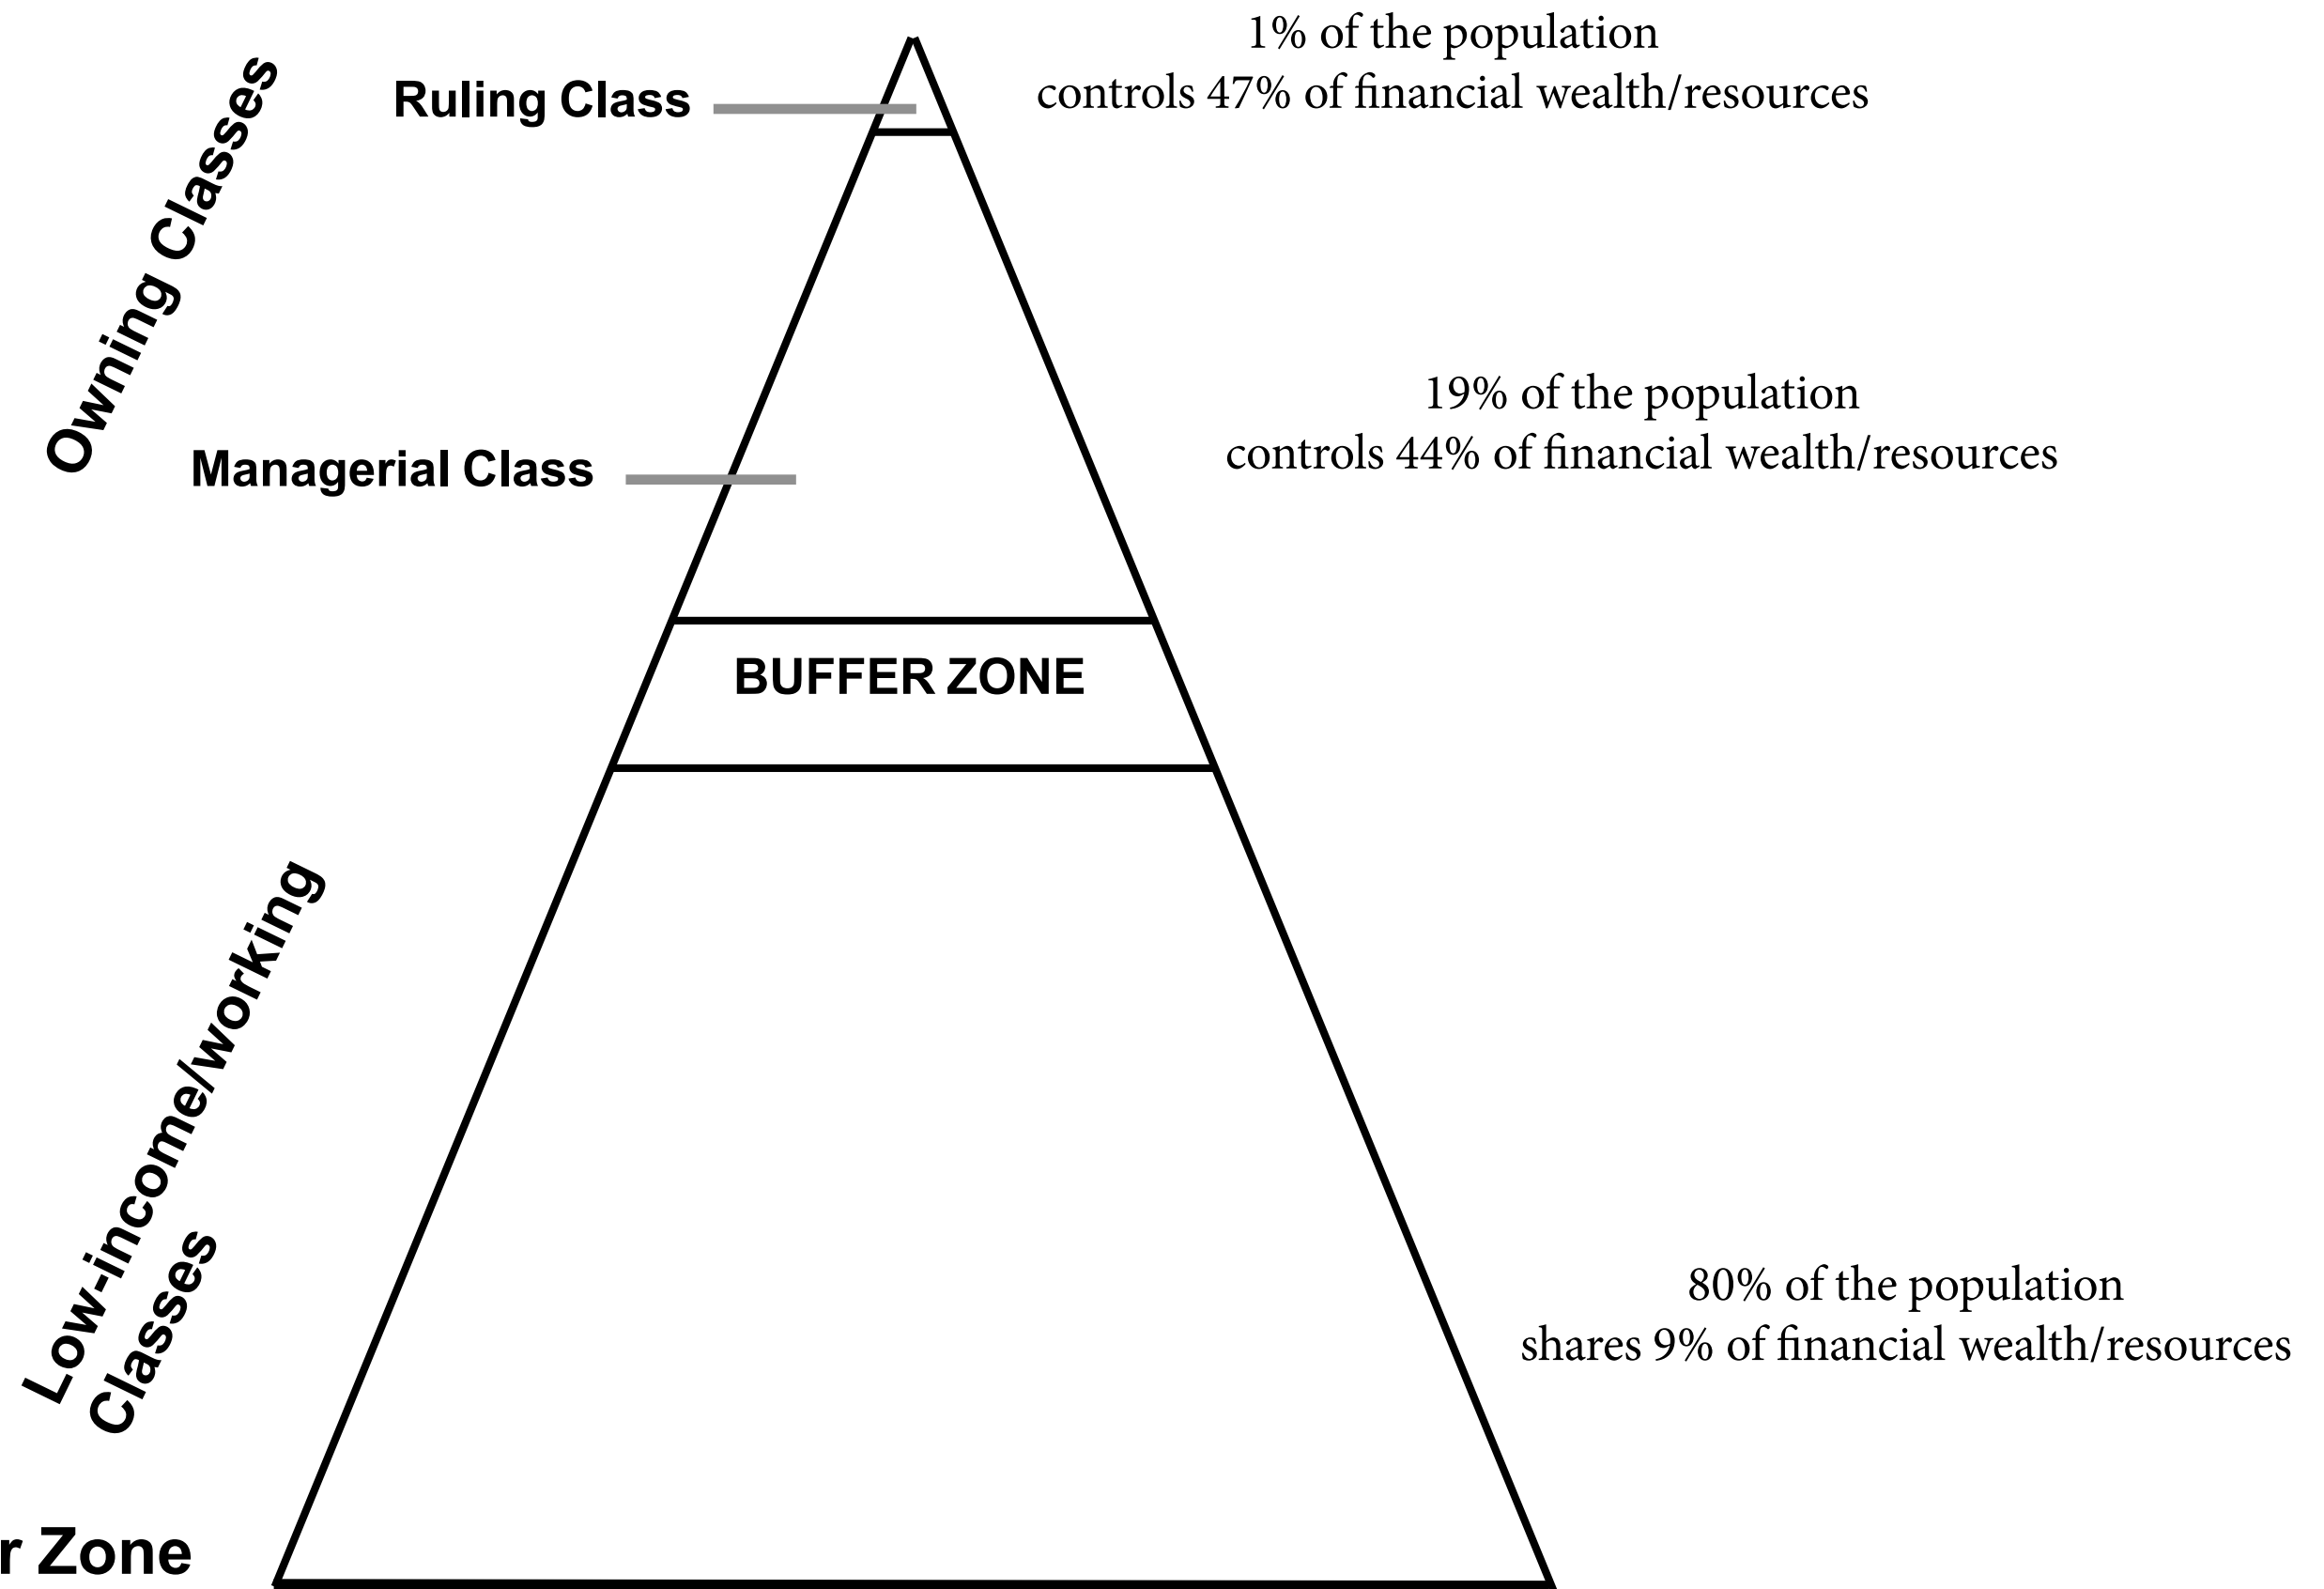 1% of the population
controls 47% of financial wealth/resources
Ruling Class
Owning Classes
19% of the population
controls 44% of financial wealth/resources
Managerial Class
BUFFER ZONE
Low-income/working
Classes
80% of the population
shares 9% of financial wealth/resources
r Zone